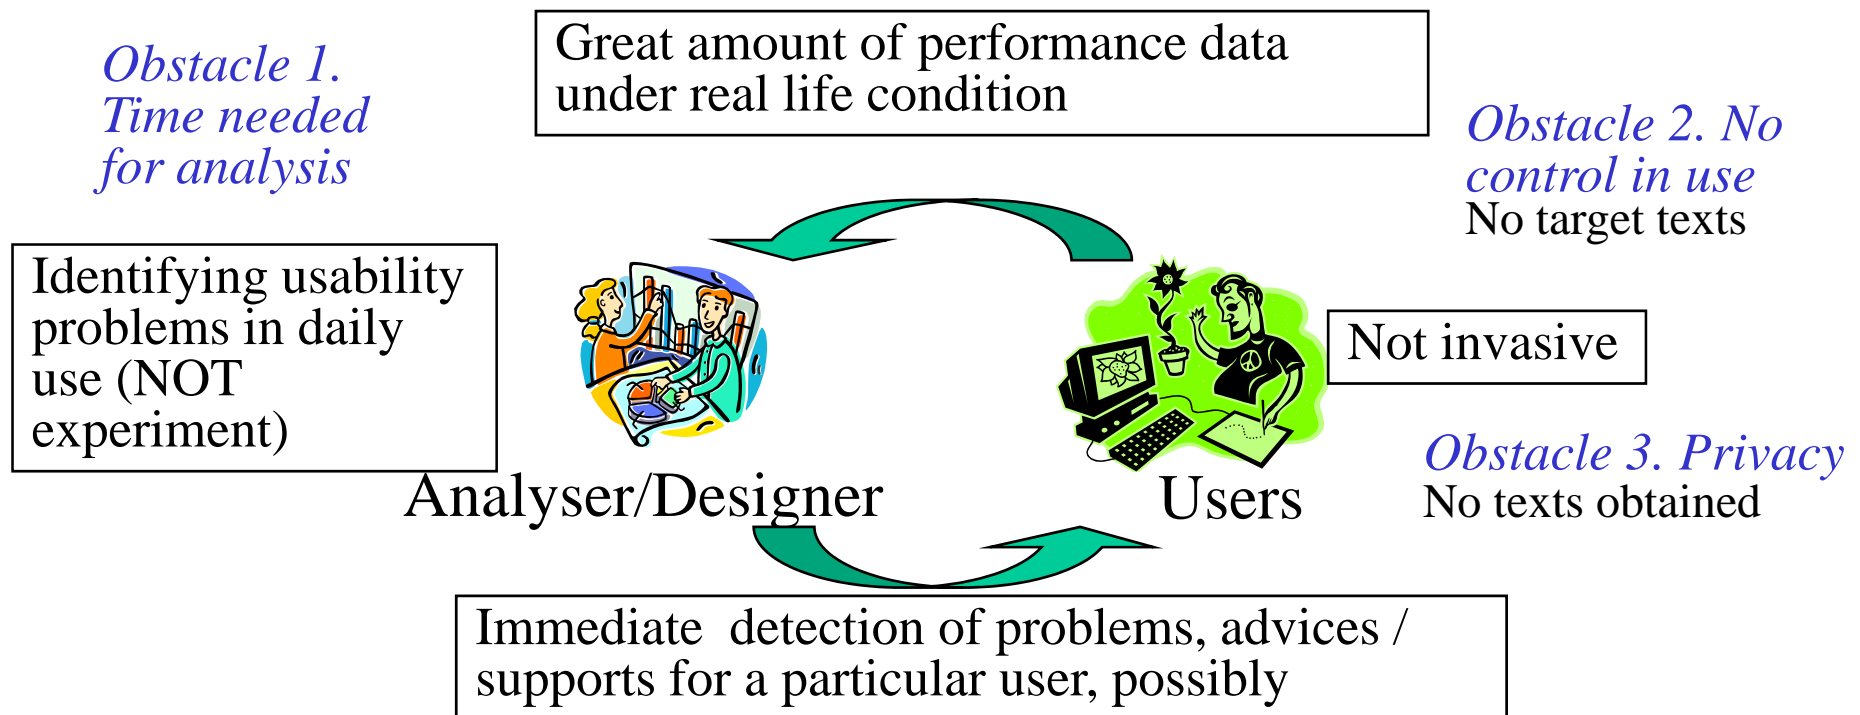 Obstacle 1.
Time needed
for analysis
Great amount of performance data
under real life condition
Obstacle 2. No
control in use
No target texts
Identifying usability
problems in daily
use (NOT
experiment)
Not invasive
Obstacle 3. Privacy
No texts obtained
Analyser/Designer
Users
Immediate detection of problems, advices /
supports for a particular user, possibly